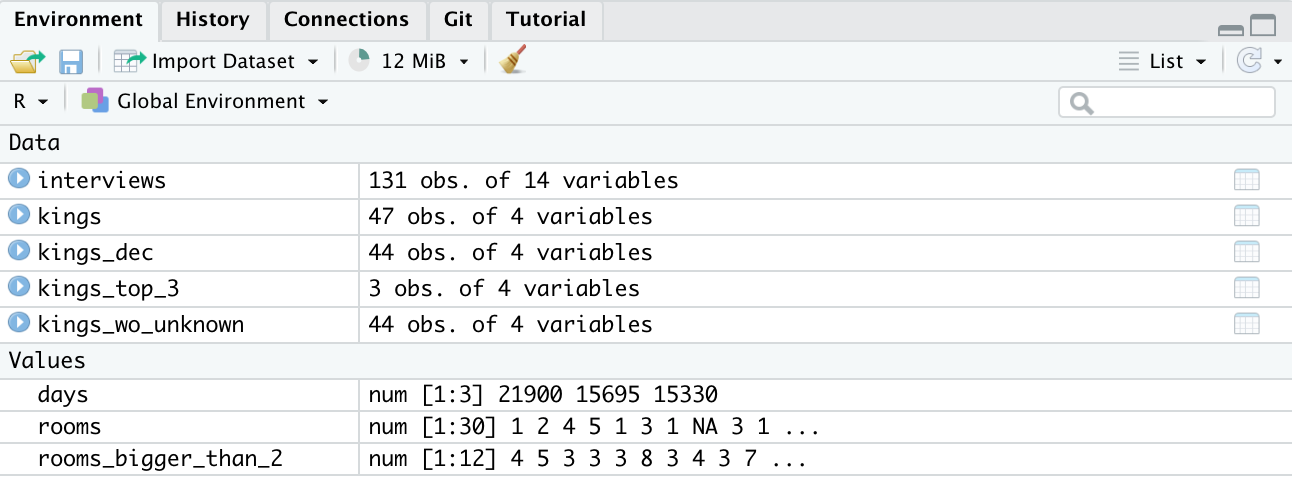 Environment History Connections Git Tutorial
Import Dataset 12 MiB List
R Global Environment
Data
interviews 131 obs. of 14 variables
kings 47 obs. of 4 variables
kings_dec 44 obs. of 4 variables
kings_top_3 3 obs. of 4 variables
kings_wo_unknown 44 obs. of 4 variables
Values
days num [1:3] 21900 15695 15330
rooms num [1:30] 1 2 4 5 1 3 1 NA 3 1 ...
rooms_bigger_than_2 num [1:12] 4 5 3 3 3 8 3 4 3 7 ...